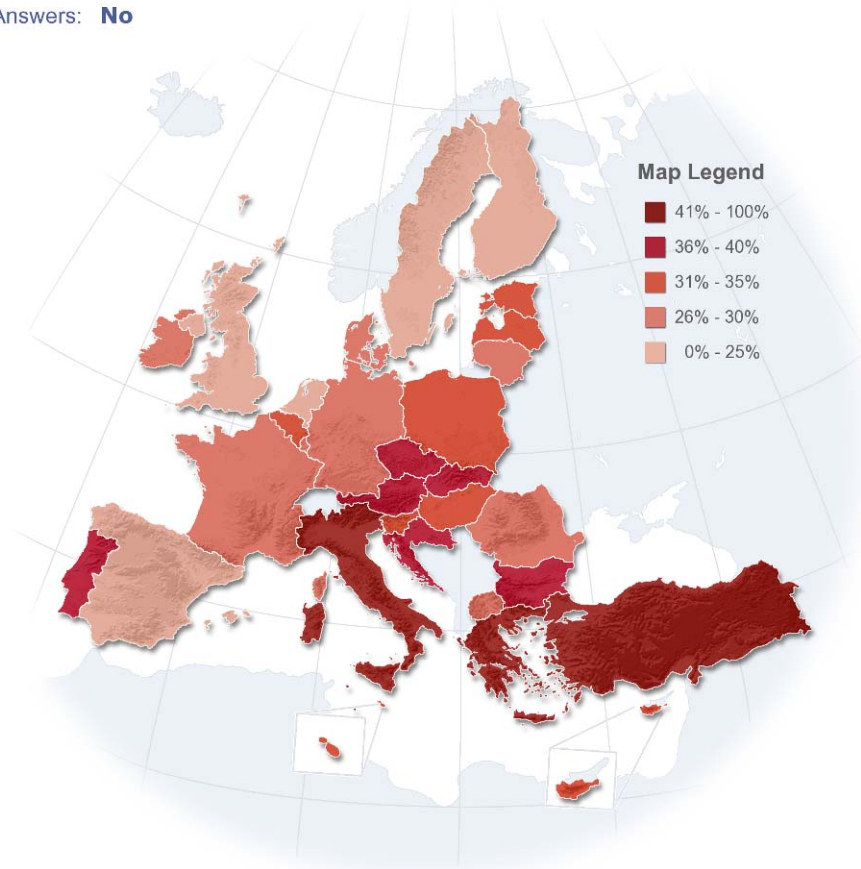 Answers: No
Map Legend
41% - 100%
36% - 40%
31% - 35%
26% - 30%
0% - 25%